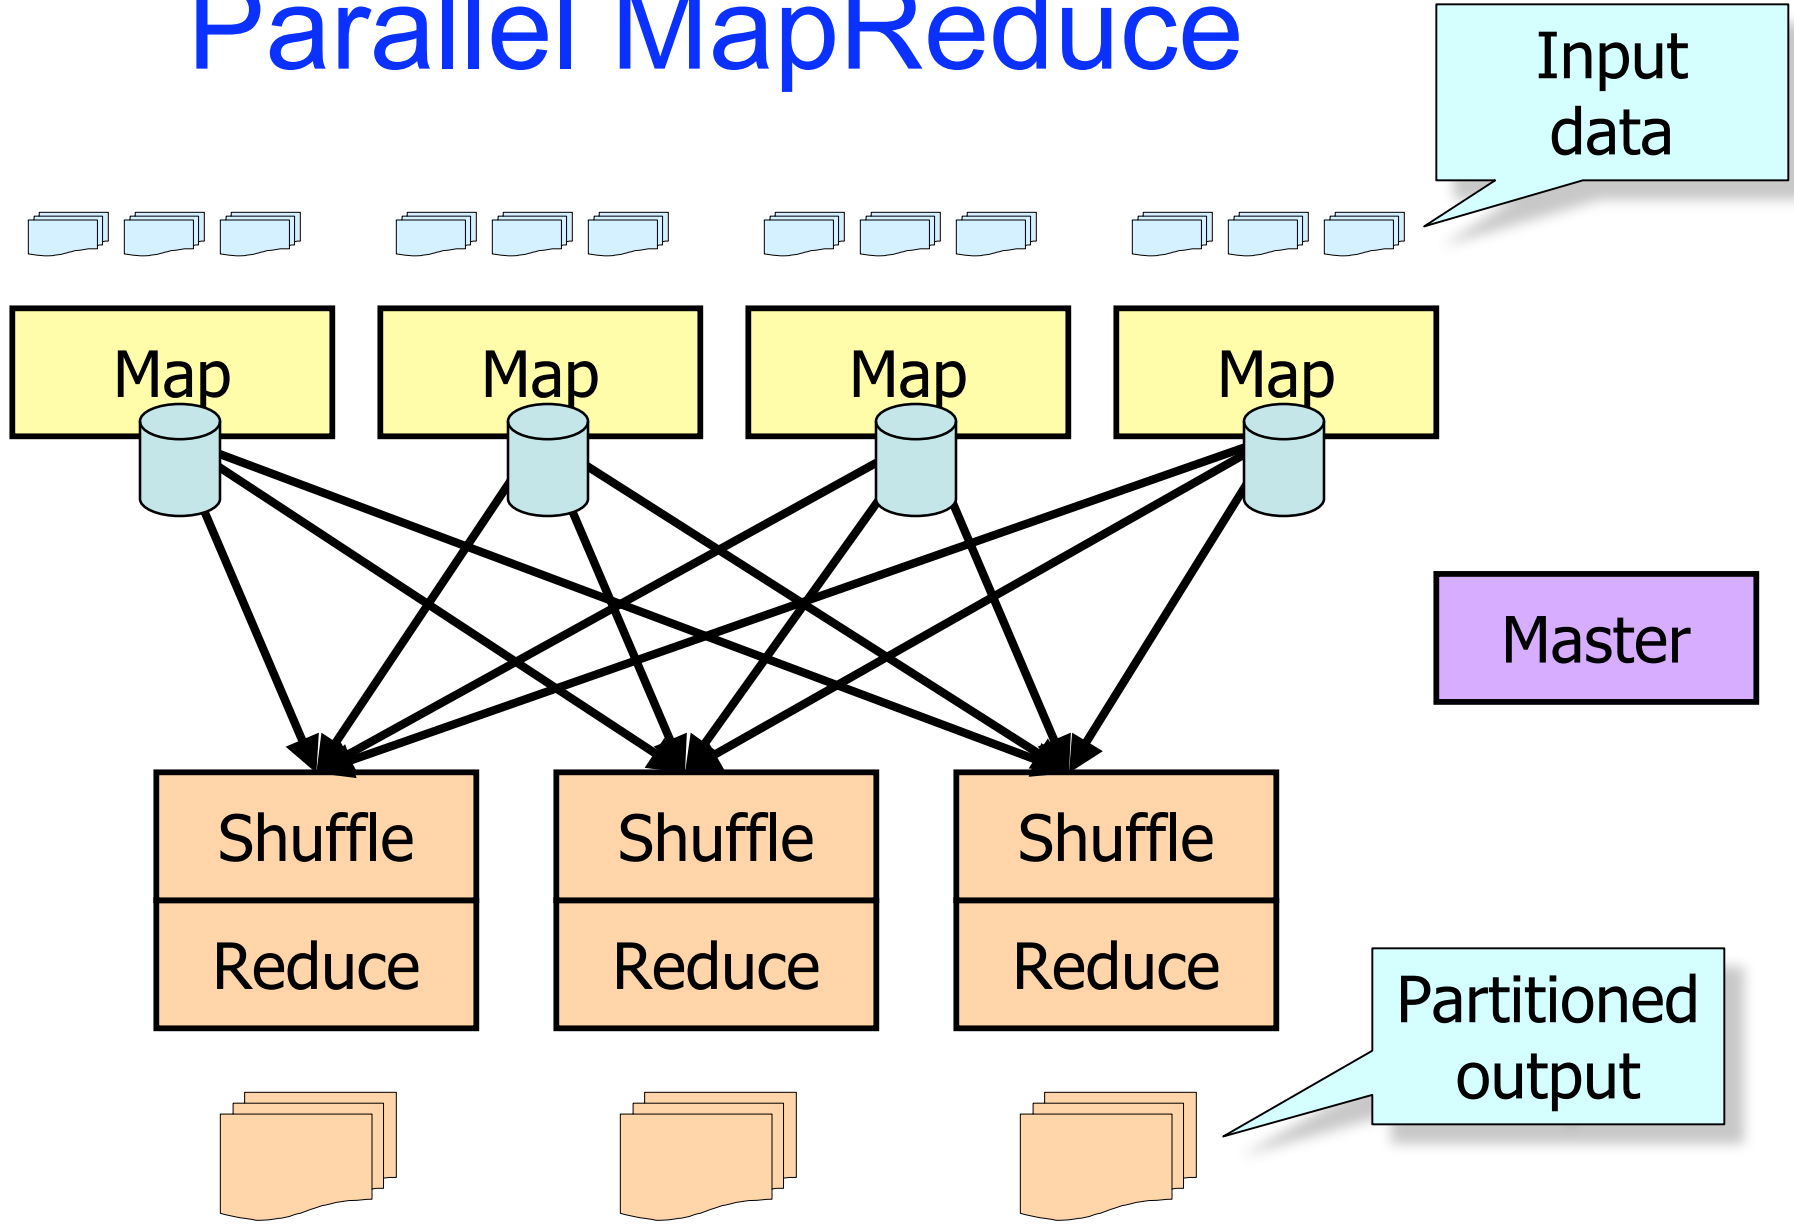 Parallel MapReduce
Input
data
Map
Map
Map
Map
Master
Shuffle
Shuffle
Shuffle
Reduce
Reduce
Reduce
Partitioned
output